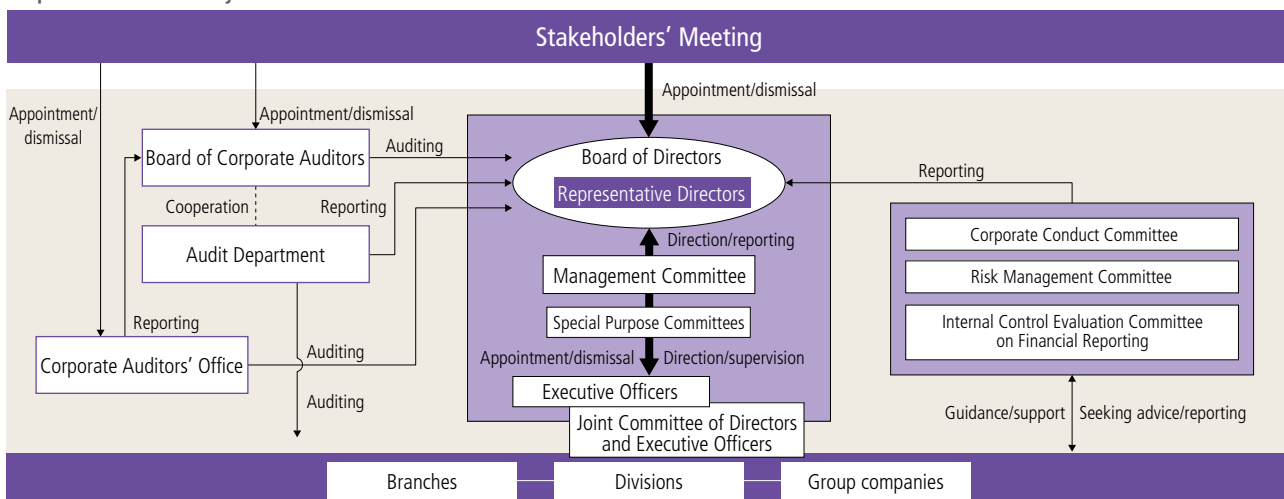 Stakeholders' Meeting
Appointment/
dismissal
Appointment/dismissal
Appointment/dismissal
Board of Corporate Auditors
Auditing
Board of Directors
Representative Directors
Reporting
Cooperation
Reporting
Audit Department
Direction/reporting
Management Committee
Special Purpose Committees
Corporate Conduct Committee
Risk Management Committee
Internal Control Evaluation Committee
on Financial Reporting
Reporting
Corporate Auditors' Office
Auditing
Auditing
Appointment/dismissal
Direction/supervision
Executive Officers
Joint Committee of Directors
and Executive Officers
Guidance/support
Seeking advice/reporting
Branches
Divisions
Group companies